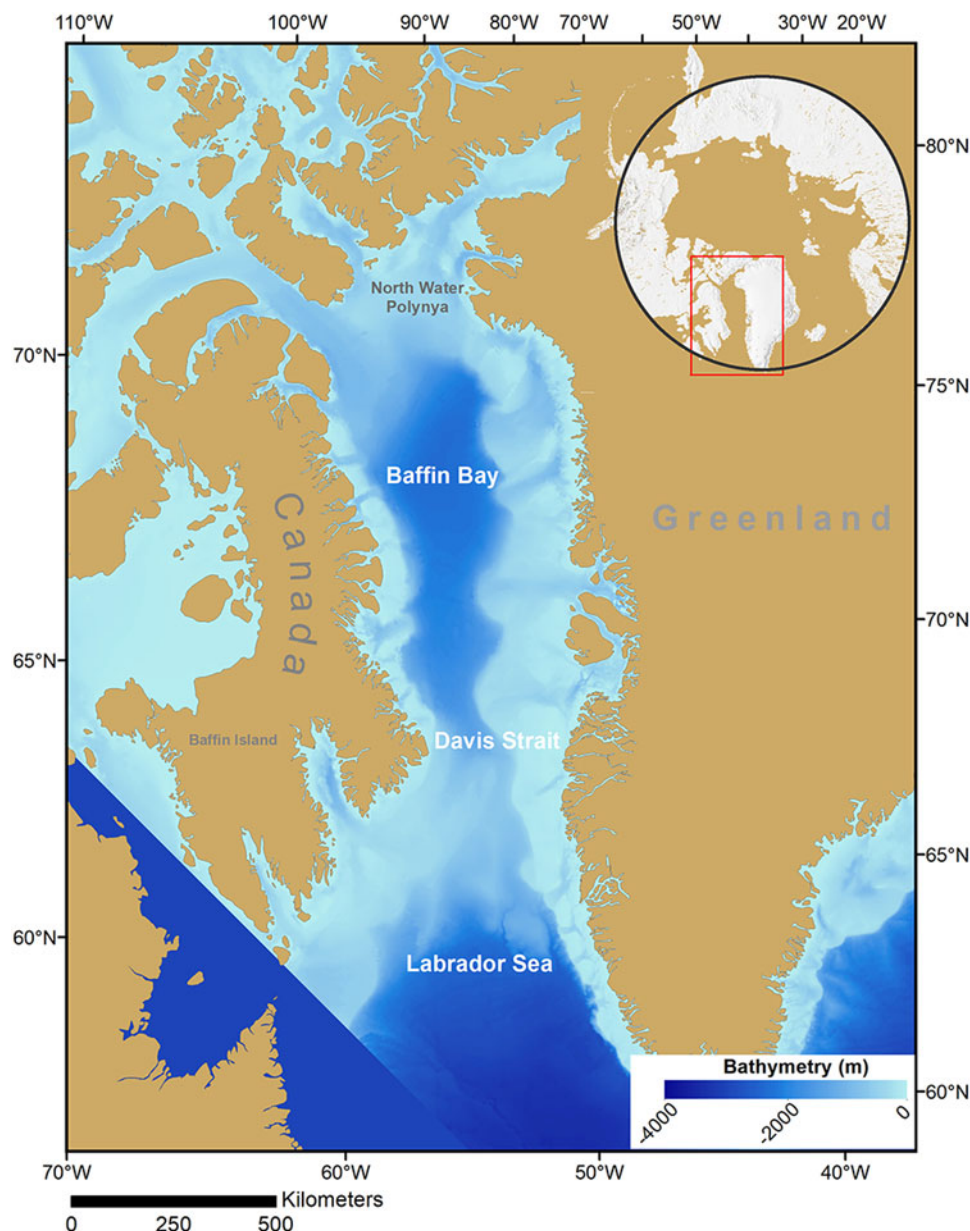 110°W 100°W 90°W 80°W 70°W 50°W 30°W 20°W
80°N
North Water
Polynya
70°N
75°N
Baffin Bay
Canada
Greenland
70°N
65°N
Baffin Island
Davis Strait
65°N
60°N
Labrador Sea
Bathymetry (m)
-4000 -2000 0
60°N
70°W 60°W 50°W 40°W
Kilometers
0 250 500